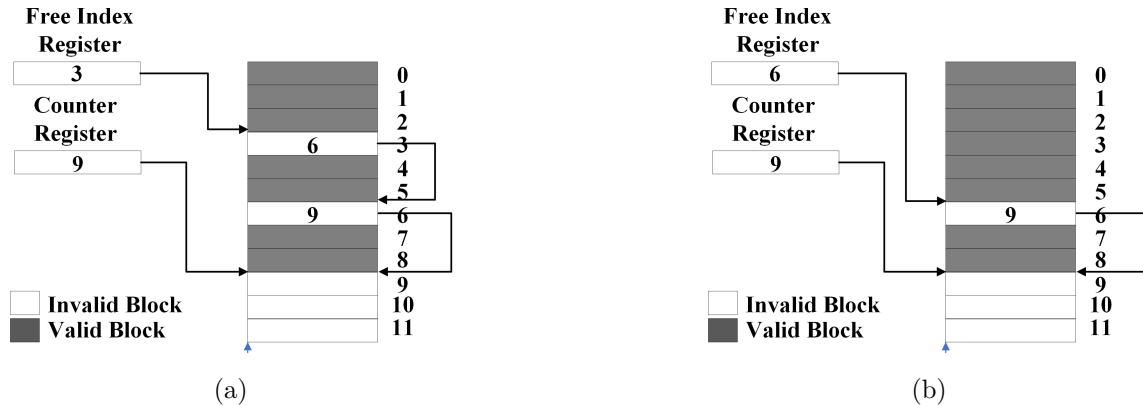 Free Index
Register
3
Counter
Register
9
0
1
2
6 3
4
5
9 6
7
8
9
10
11
Invalid Block
Valid Block
(a)
Free Index
Register
6
Counter
Register
9
0
1
2
3
4
5
9 6
7
8
9
10
11
Invalid Block
Valid Block
(b)